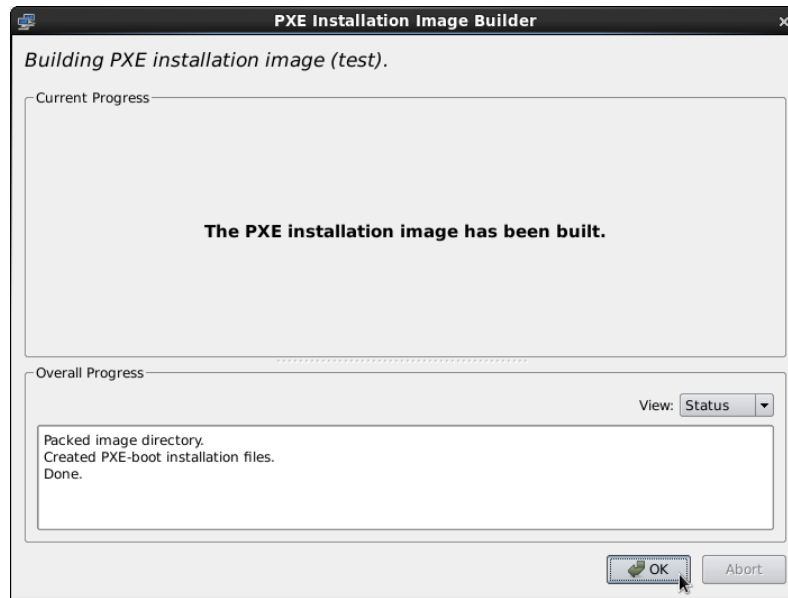 PXE Installation Image Builder
Building PXE installation image (test).
Current Progress
The PXE installation image has been built.
Overall Progress
View: Status
Packed image directory.
Created PXE-boot installation files.
Done.
OK Abort